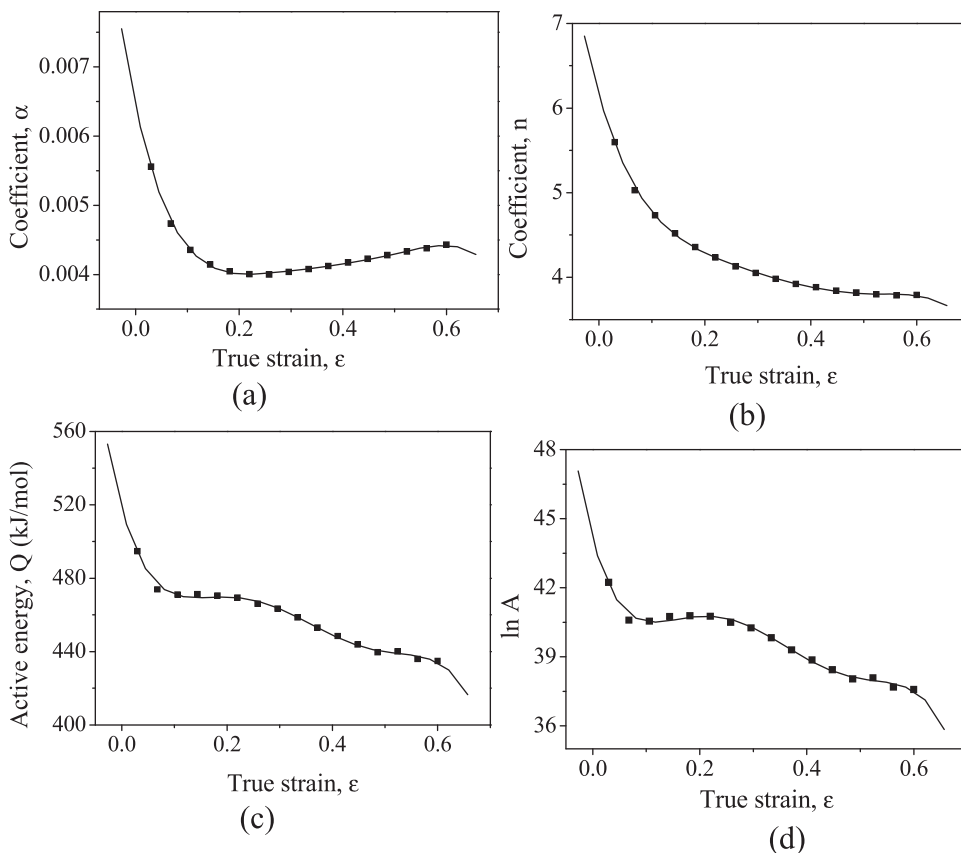 0.007
0.006
0.005
0.004
Coefficient, α
0.0 0.2 0.4 0.6
True strain, ε
(a)
7
6
5
4
Coefficient, n
0.0 0.2 0.4 0.6
True strain, ε
(b)
560
520
480
440
400
Active energy, Q (kJ/mol)
0.0 0.2 0.4 0.6
True strain, ε
(c)
48
45
42
39
36
ln A
0.0 0.2 0.4 0.6
True strain, ε
(d)